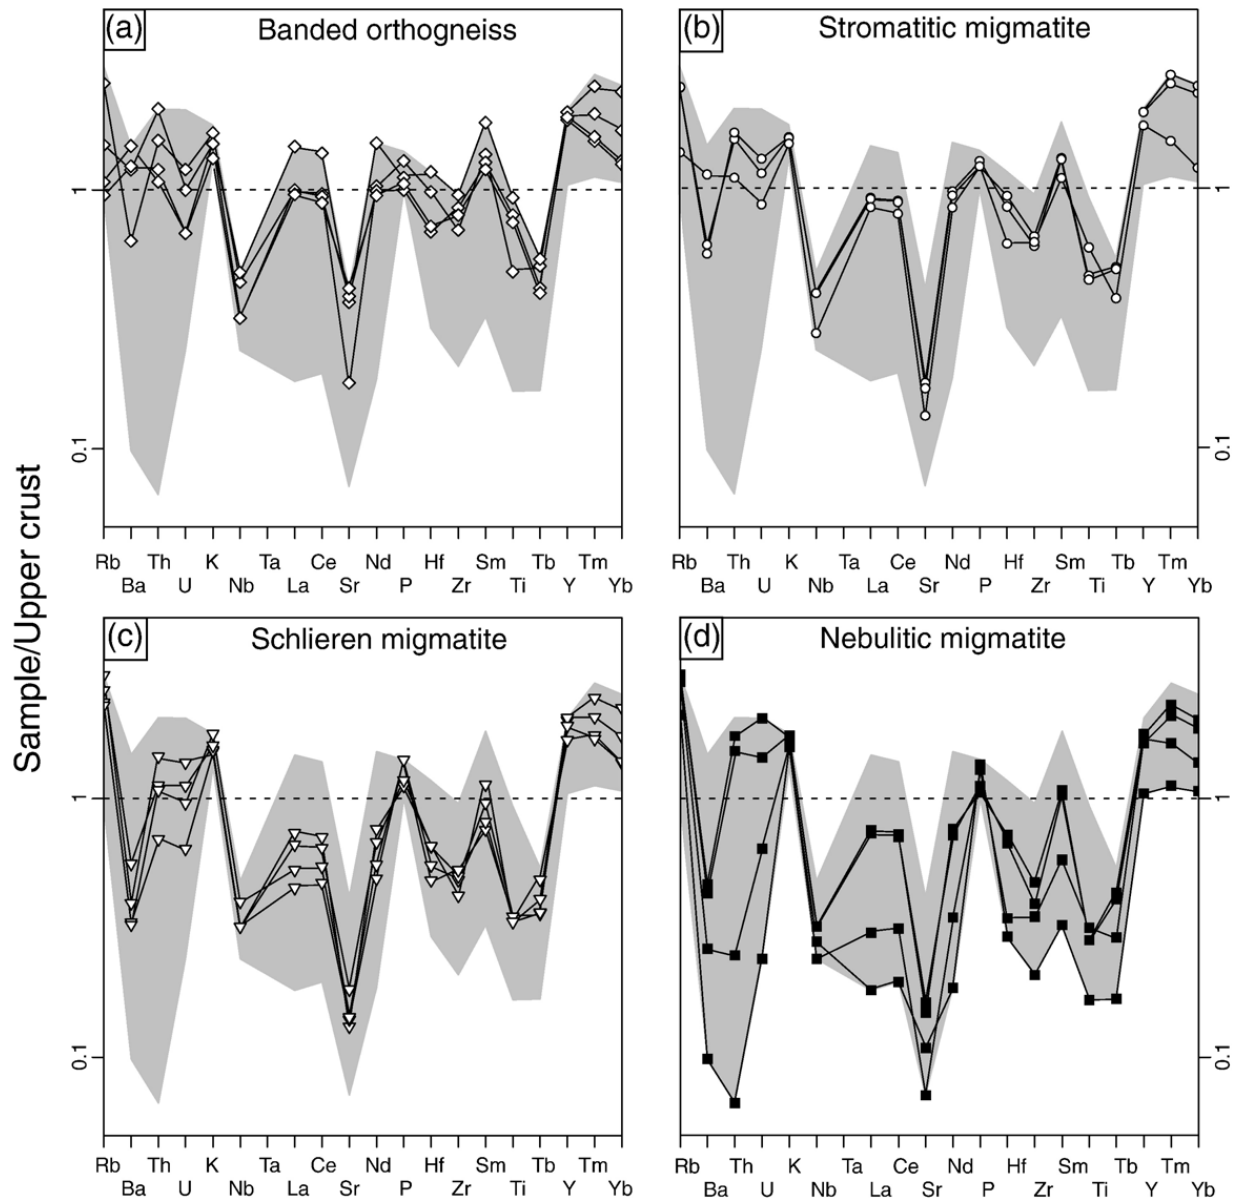 (a) Banded orthogneiss
(b) Stromatitic migmatite
1
1
0.1
0.1
Rb Th K Ta Ce Nd Hf Sm Tb Tm
Ba U Nb La Sr P Zr Ti Y Yb
Rb Th K Ta Ce Nd Hf Sm Tb Tm
Ba U Nb La Sr P Zr Ti Y Yb
Sample/Upper crust
(c) Schlieren migmatite
(d) Nebulitic migmatite
1
1
0.1
0.1
Rb Th K Ta Ce Nd Hf Sm Tb Tm
Ba U Nb La Sr P Zr Ti Y Yb
Rb Th K Ta Ce Nd Hf Sm Tb Tm
Ba U Nb La Sr P Zr Ti Y Yb